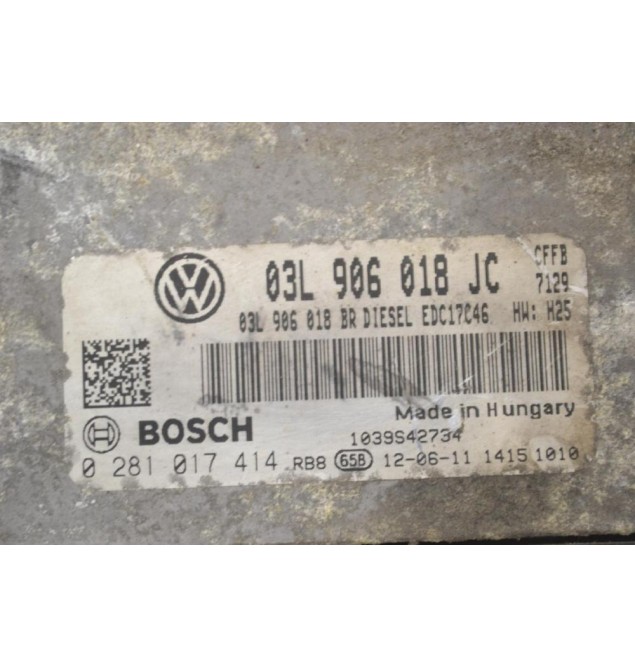 03L 906 018 JC CFFB
7129
03L 906 018 BR DIESEL EDC17C46 HW: H25
Made in Hungary
BOSCH 1039S42734
0 281 017 414 RB8 65B 12-06-11 1415 1010